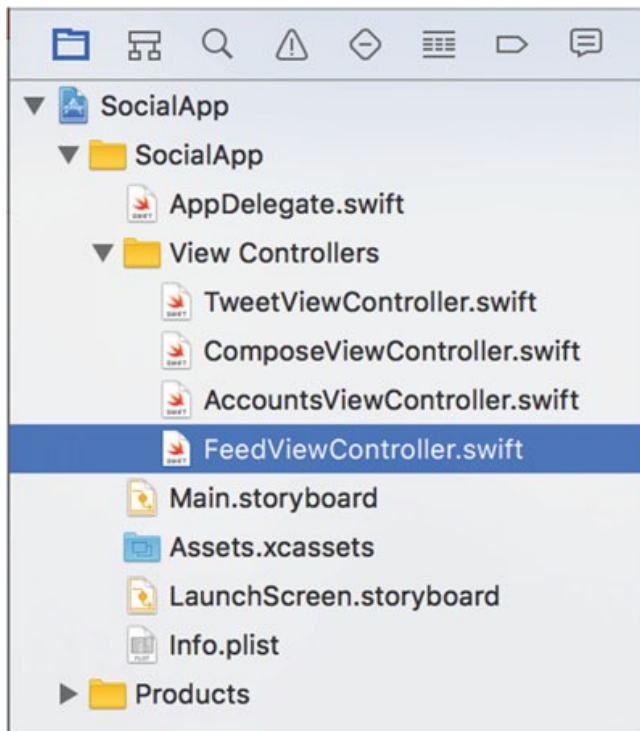 SocialApp
SocialApp
AppDelegate.swift
View Controllers
TweetViewController.swift
ComposeViewController.swift
AccountsViewController.swift
FeedViewController.swift
Main.storyboard
Assets.xcassets
LaunchScreen.storyboard
Info.plist
Products